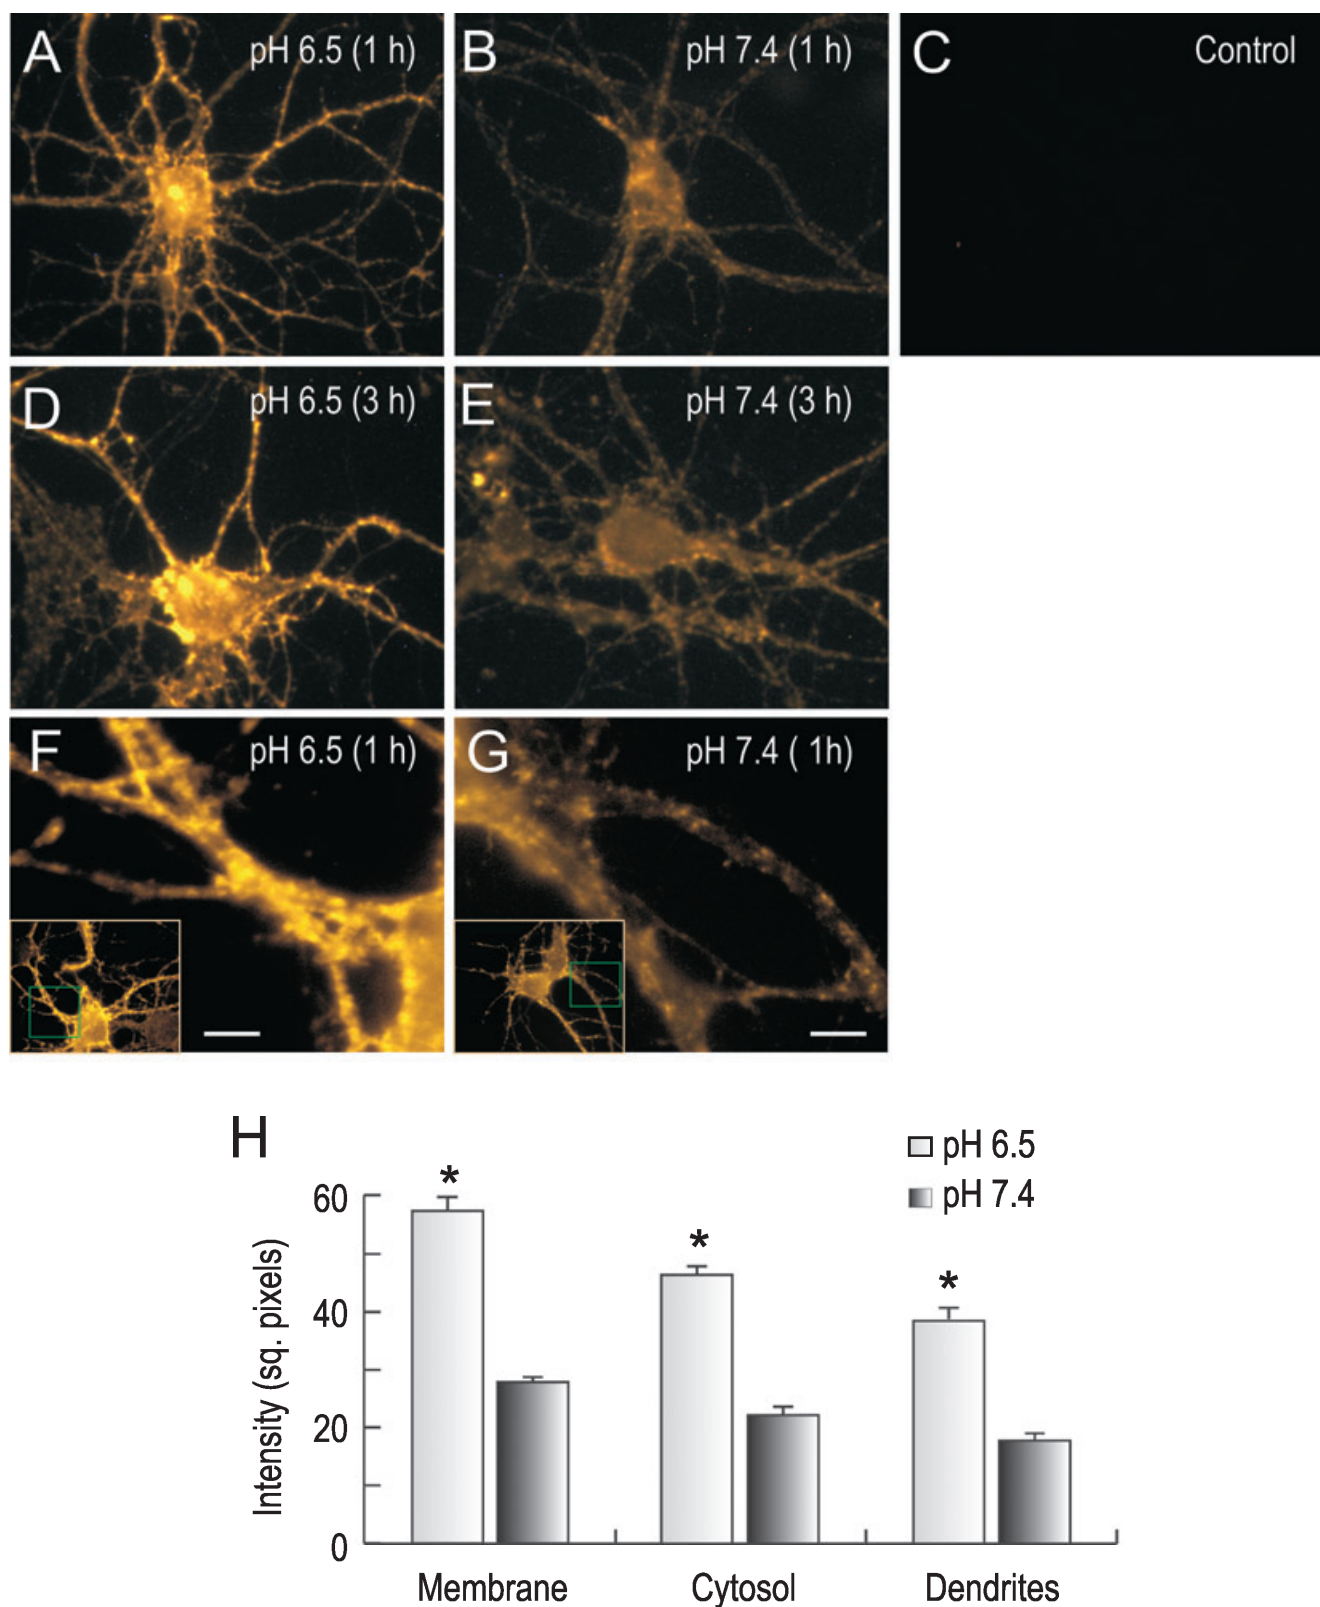 A pH 6.5 (1 h)
B pH 7.4 (1 h)
C Control
D pH 6.5 (3 h)
E pH 7.4 (3 h)
F pH 6.5 (1 h)
G pH 7.4 ( 1h)
H
pH 6.5
pH 7.4
*
*
*
60
40
20
0
Intensity (sq. pixels)
Membrane Cytosol Dendrites